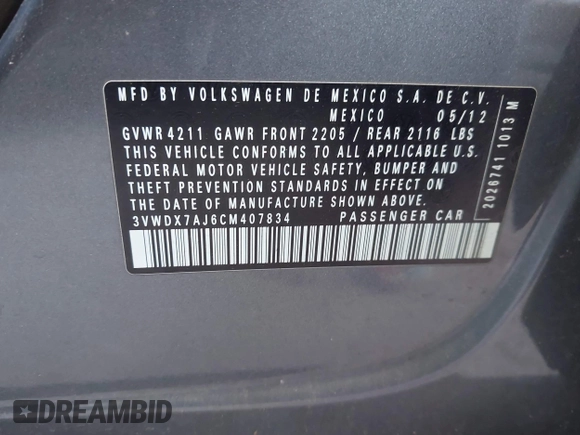 MFD BY VOLKSWAGEN DE MEXICO S.A. DE C.V.
MEXICO 05/12
GVWR 4211 GAWR FRONT 2205 / REAR 2116 LBS
THIS VEHICLE CONFORMS TO ALL APPLICABLE U.S.
FEDERAL MOTOR VEHICLE SAFETY, BUMPER AND
THEFT PREVENTION STANDARDS IN EFFECT ON
THE DATE OF MANUFACTURE SHOWN ABOVE.
3VWDX7AJ6CM407834 PASSENGER CAR
2026741 1013 M
DREAMBID